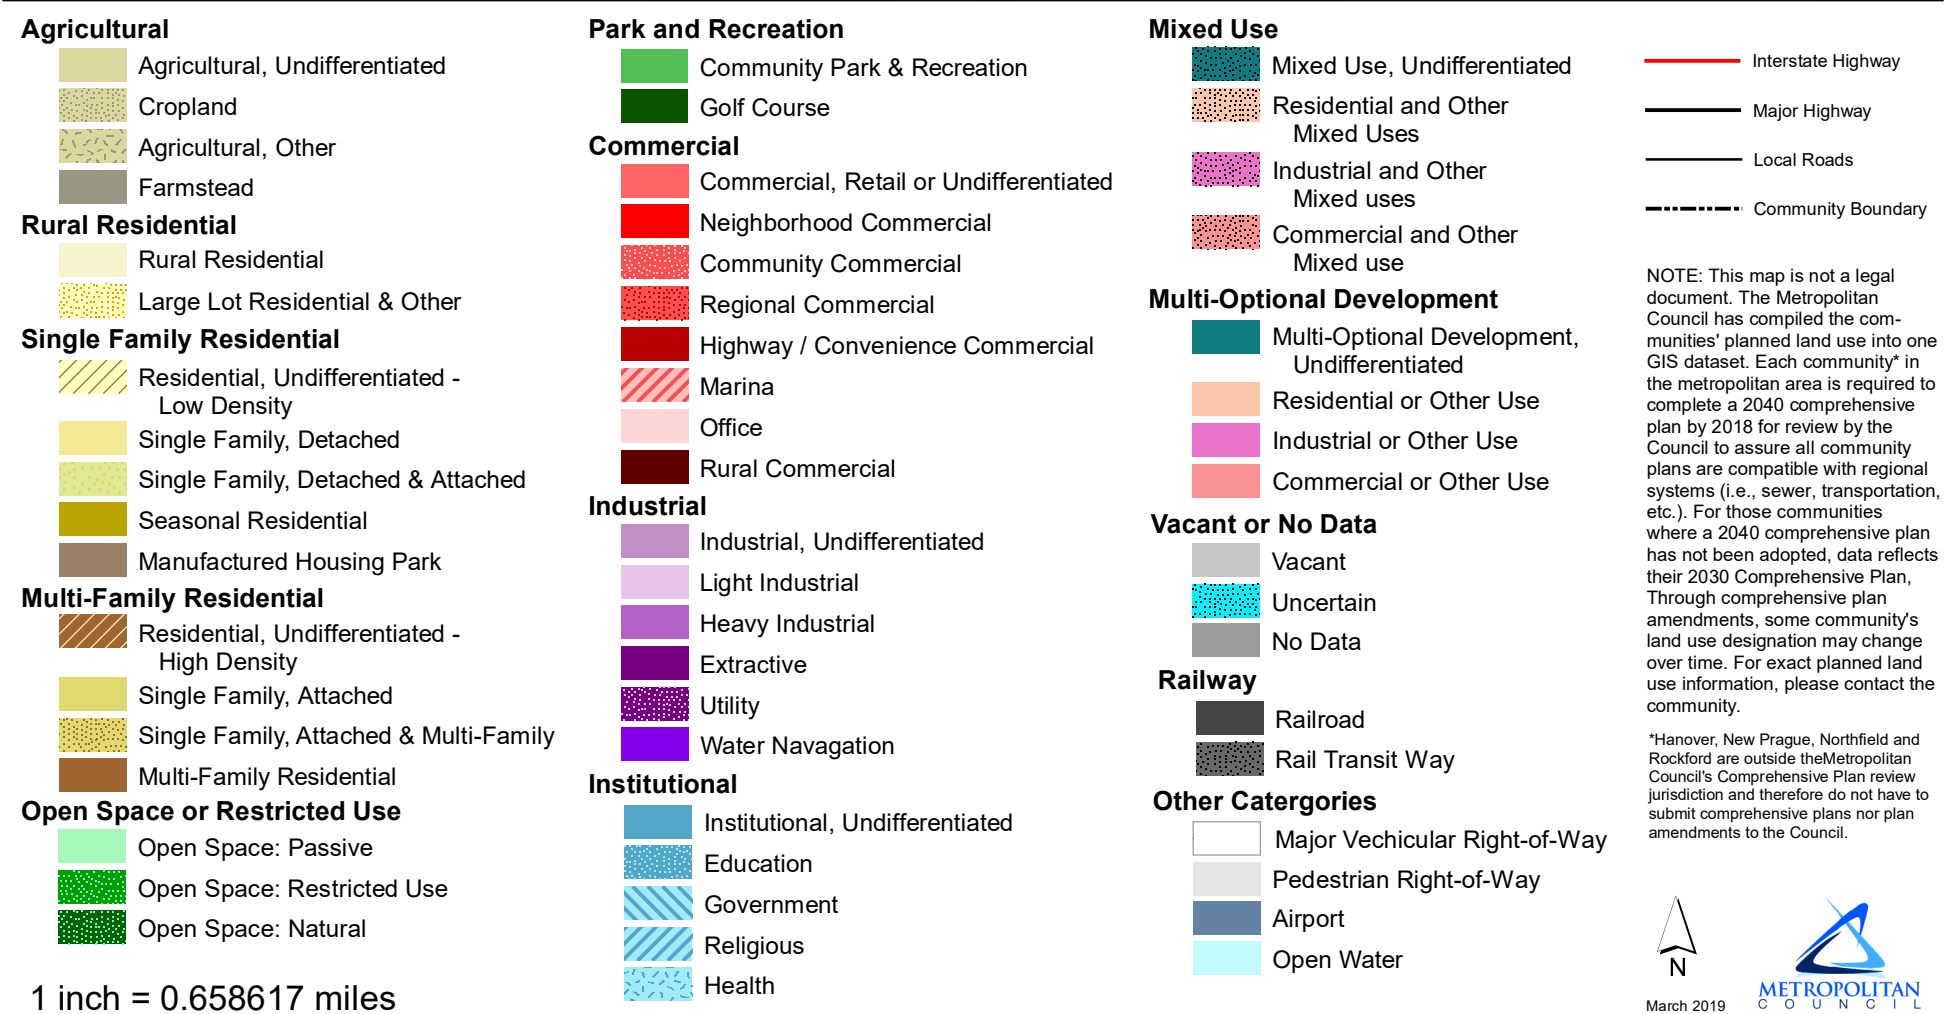 Agricultural
Agricultural, Undifferentiated
Cropland
Agricultural, Other
Farmstead
Rural Residential
Rural Residential
Large Lot Residential & Other
Single Family Residential
Residential, Undifferentiated -
Low Density
Single Family, Detached
Single Family, Detached & Attached
Seasonal Residential
Manufactured Housing Park
Multi-Family Residential
Residential, Undifferentiated -
High Density
Single Family, Attached
Single Family, Attached & Multi-Family
Multi-Family Residential
Open Space or Restricted Use
Open Space: Passive
Open Space: Restricted Use
Open Space: Natural
1 inch = 0.658617 miles
Park and Recreation
Community Park & Recreation
Golf Course
Commercial
Commercial, Retail or Undifferentiated
Neighborhood Commercial
Community Commercial
Regional Commercial
Highway / Convenience Commercial
Marina
Office
Rural Commercial
Industrial
Industrial, Undifferentiated
Light Industrial
Heavy Industrial
Extractive
Utility
Water Navagation
Institutional
Institutional, Undifferentiated
Education
Government
Religious
Health
Mixed Use
Mixed Use, Undifferentiated
Residential and Other
Mixed Uses
Industrial and Other
Mixed uses
Commercial and Other
Mixed use
Multi-Optional Development
Multi-Optional Development,
Undifferentiated
Residential or Other Use
Industrial or Other Use
Commercial or Other Use
Vacant or No Data
Vacant
Uncertain
No Data
Railway
Railroad
Rail Transit Way
Other Catergories
Major Vechicular Right-of-Way
Pedestrian Right-of-Way
Airport
Open Water
Interstate Highway
Major Highway
Local Roads
Community Boundary
NOTE: This map is not a legal
document. The Metropolitan
Council has compiled the com-
munities' planned land use into one
GIS dataset. Each community* in
the metropolitan area is required to
complete a 2040 comprehensive
plan by 2018 for review by the
Council to assure all community
plans are compatible with regional
systems (i.e., sewer, transportation,
etc.). For those communities
where a 2040 comprehensive plan
has not been adopted, data reflects
their 2030 Comprehensive Plan,
Through comprehensive plan
amendments, some community's
land use designation may change
over time. For exact planned land
use information, please contact the
community.
*Hanover, New Prague, Northfield and
Rockford are outside theMetropolitan
Council's Comprehensive Plan review
jurisdiction and therefore do not have to
submit comprehensive plans nor plan
amendments to the Council.
N
March 2019
METROPOLITAN
COUNCIL